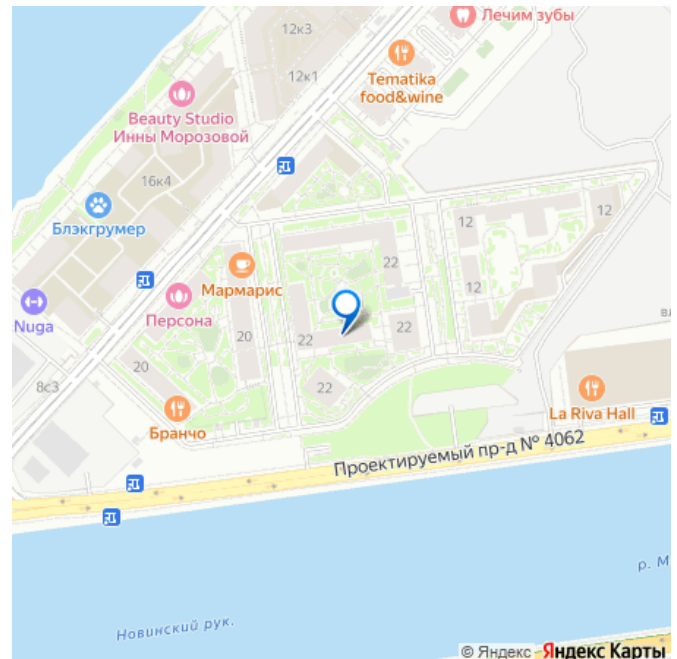 Лечим зубы
12к3
Tematika
food&wine
12к1
Beauty Studio
Инны Морозовой
16к4
Блэкгрумер
12
12
22
Мармарис
12
Nuga
Персона
22
22
22
20
20
8с3
22
Бранчо
La Riva Hall
Проектируемый пр-д № 4062
р. М
Новинский рук.
© Яндекс Яндекс Карты